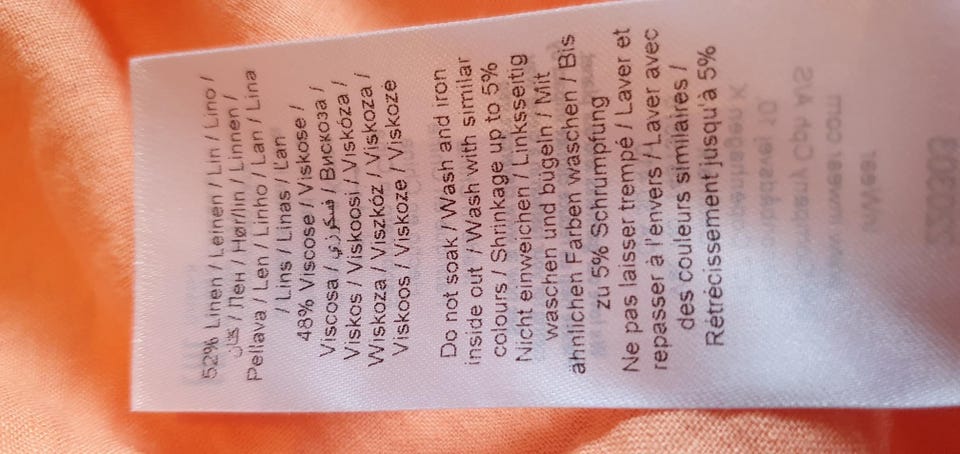 52% Linen / Leinen / Lin / Lino /
كتان / Лен / Hør/lin / Linnen /
Pellava / Len / Linho / Lan / Lina
/ Lins / Linas / Ľan
48% Viscose / Viskose /
Viscosa / فسكوزي / Вискоза /
Viskos / Viskoosi / Viskóza /
Wiskoza / Viszkóz / Viskoza /
Viskoos / Viskoze / Viskoze
Do not soak / Wash and iron
inside out / Wash with similar
colours / Shrinkage up to 5%
Nicht einweichen / Linksseitig
waschen und bügeln / Mit
ähnlichen Farben waschen / Bis
zu 5% Schrumpfung
Ne pas laisser trempé / Laver et
repasser à l'envers / Laver avec
des couleurs similaires /
Rétrécissement jusqu'à 5%